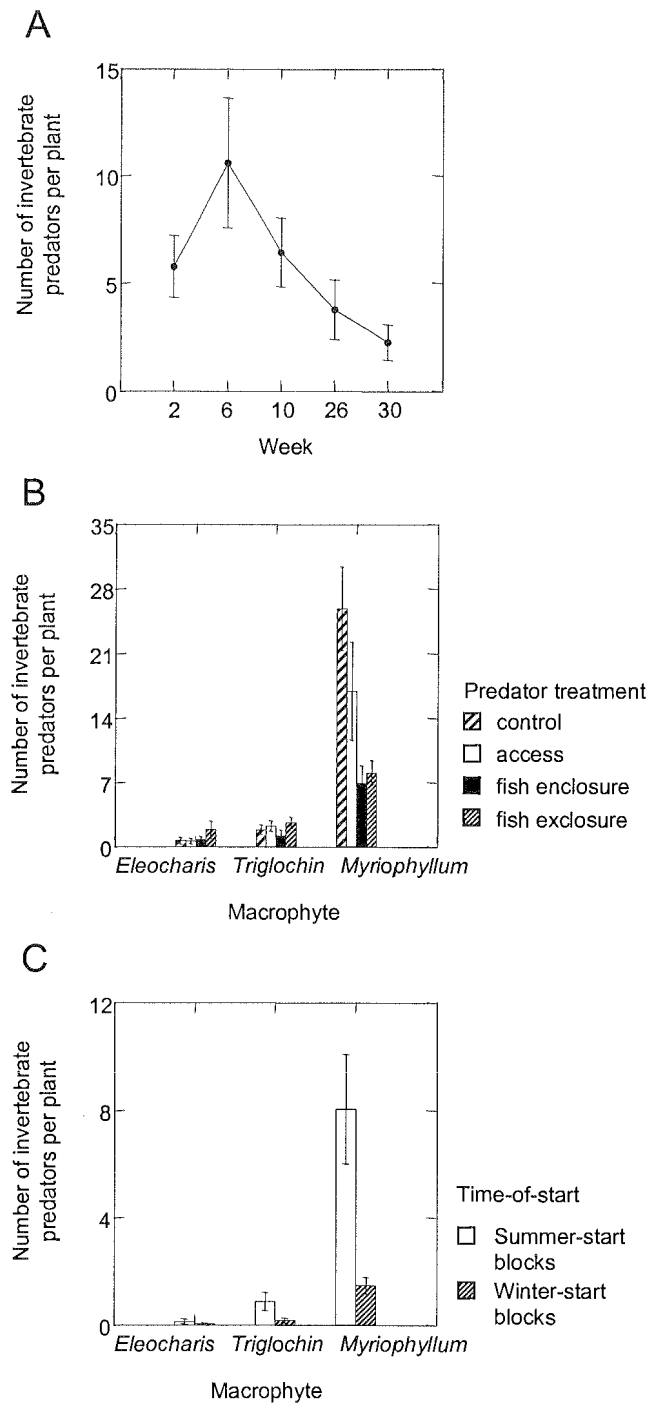 A
Number of invertebrate
predators per plant
15
10
5
0
2 6 10 26 30
Week
B
Number of invertebrate
predators per plant
35
28
21
14
7
0
Eleocharis Triglochin Myriophyllum
Macrophyte
Predator treatment
control
access
fish enclosure
fish exclosure
C
Number of invertebrate
predators per plant
12
8
4
0
Eleocharis Triglochin Myriophyllum
Macrophyte
Time-of-start
Summer-start
blocks
Winter-start
blocks